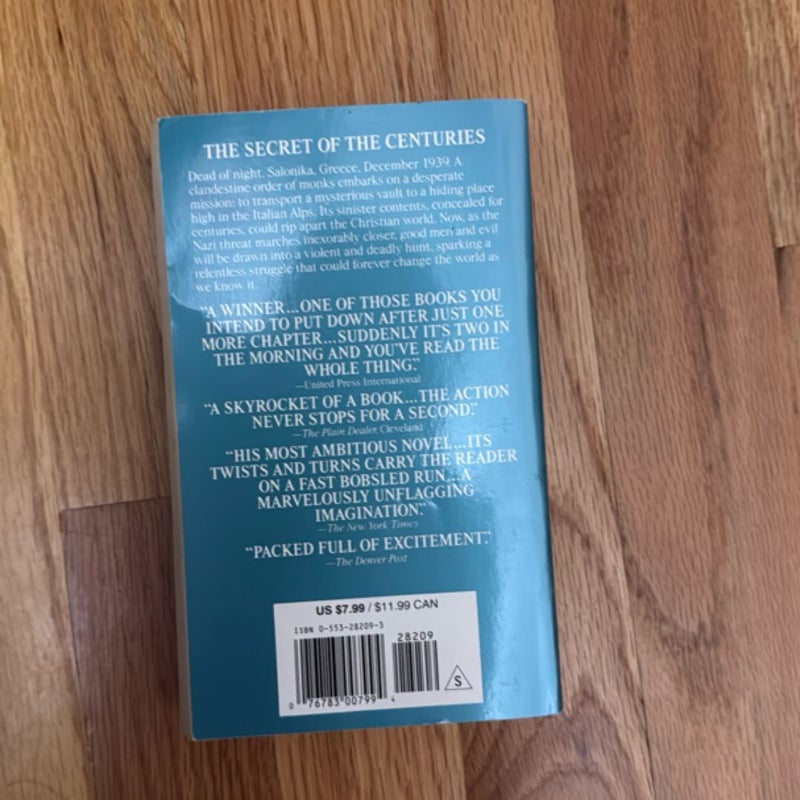 THE SECRET OF THE CENTURIES
Dead of night, Salonika, Greece, December 1939. A
clandestine order of monks embarks on a desperate
mission: to transport a mysterious vault to a hiding place
high in the Italian Alps. Its sinister contents, concealed for
centuries, could rip apart the Christian world. Now, as the
Nazi threat marches inexorably closer, good men and evil
will be drawn into a violent and deadly hunt, sparking a
relentless struggle that could forever change the world as
we know it.
"A WINNER...ONE OF THOSE BOOKS YOU
INTEND TO PUT DOWN AFTER JUST ONE
MORE CHAPTER...SUDDENLY IT'S TWO IN
THE MORNING AND YOU'VE READ THE
WHOLE THING."
—United Press International
"A SKYROCKET OF A BOOK...THE ACTION
NEVER STOPS FOR A SECOND."
—The Plain Dealer Cleveland
"HIS MOST AMBITIOUS NOVEL...ITS
TWISTS AND TURNS CARRY THE READER
ON A FAST BOBSLED RUN...A
MARVELOUSLY UNFLAGGING
IMAGINATION."
—The New York Times
"PACKED FULL OF EXCITEMENT."
—The Denver Post
US $7.99 / $11.99 CAN
ISBN 0-553-28209-3
28209
0 76783 00799 4
S